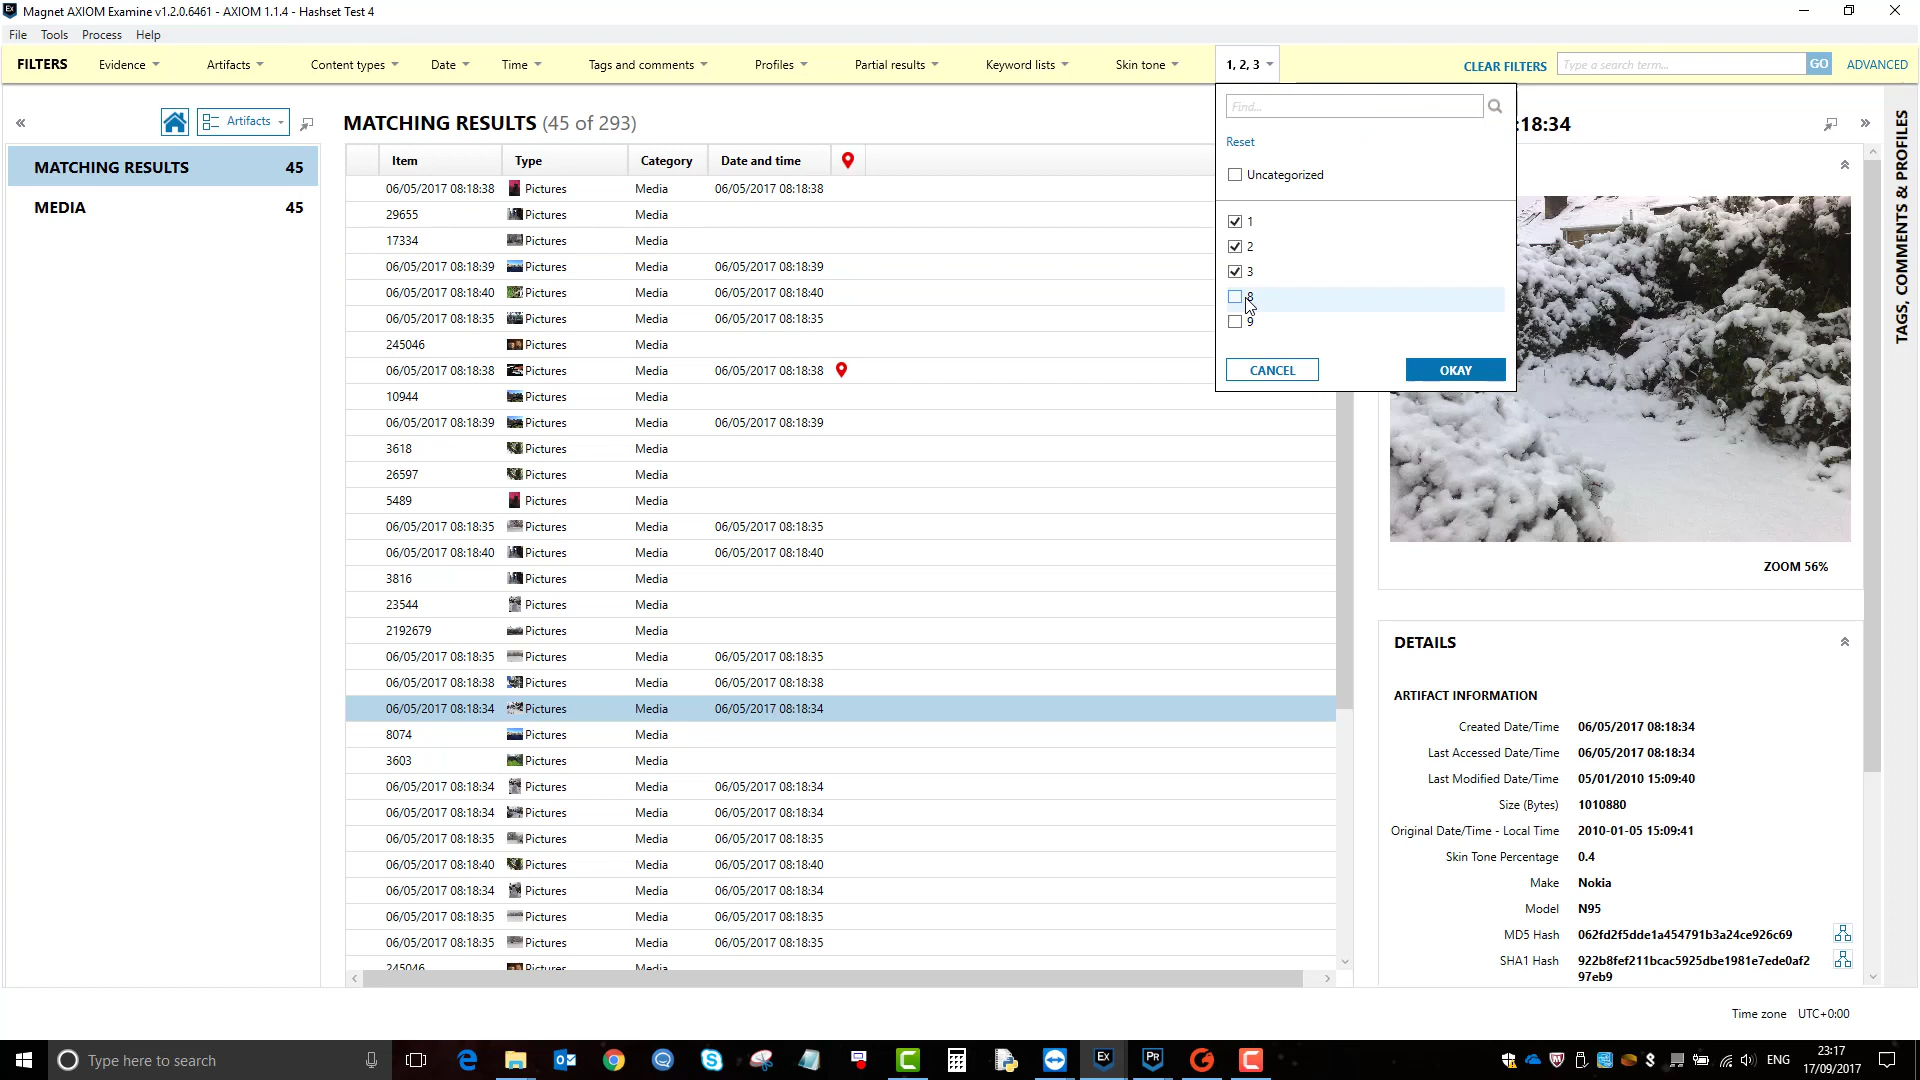 Magnet AXIOM Examine v1.2.0.6461 - AXIOM 1.1.4 - Hashset Test 4
File Tools Process Help
FILTERS Evidence Artifacts Content types Date Time Tags and comments Profiles Partial results Keyword lists Skin tone 1, 2, 3 CLEAR FILTERS Type a search term... GO ADVANCED
Find...
Reset
Uncategorized
1
2
3
8
9
CANCEL OKAY
Artifacts
MATCHING RESULTS 45
MEDIA 45
MATCHING RESULTS (45 of 293)
Item Type Category Date and time
06/05/2017 08:18:38 Pictures Media 06/05/2017 08:18:38
29655 Pictures Media
17334 Pictures Media
06/05/2017 08:18:39 Pictures Media 06/05/2017 08:18:39
06/05/2017 08:18:40 Pictures Media 06/05/2017 08:18:40
06/05/2017 08:18:35 Pictures Media 06/05/2017 08:18:35
245046 Pictures Media
06/05/2017 08:18:38 Pictures Media 06/05/2017 08:18:38
10944 Pictures Media
06/05/2017 08:18:39 Pictures Media 06/05/2017 08:18:39
3618 Pictures Media
26597 Pictures Media
5489 Pictures Media
06/05/2017 08:18:35 Pictures Media 06/05/2017 08:18:35
06/05/2017 08:18:40 Pictures Media 06/05/2017 08:18:40
3816 Pictures Media
23544 Pictures Media
2192679 Pictures Media
06/05/2017 08:18:35 Pictures Media 06/05/2017 08:18:35
06/05/2017 08:18:38 Pictures Media 06/05/2017 08:18:38
06/05/2017 08:18:34 Pictures Media 06/05/2017 08:18:34
8074 Pictures Media
3603 Pictures Media
06/05/2017 08:18:34 Pictures Media 06/05/2017 08:18:34
06/05/2017 08:18:34 Pictures Media 06/05/2017 08:18:34
06/05/2017 08:18:35 Pictures Media 06/05/2017 08:18:35
06/05/2017 08:18:40 Pictures Media 06/05/2017 08:18:40
06/05/2017 08:18:34 Pictures Media 06/05/2017 08:18:34
06/05/2017 08:18:35 Pictures Media 06/05/2017 08:18:35
06/05/2017 08:18:35 Pictures Media 06/05/2017 08:18:35
245046 Pictures Media
:18:34
ZOOM 56%
DETAILS
ARTIFACT INFORMATION
Created Date/Time 06/05/2017 08:18:34
Last Accessed Date/Time 06/05/2017 08:18:34
Last Modified Date/Time 05/01/2010 15:09:40
Size (Bytes) 1010880
Original Date/Time - Local Time 2010-01-05 15:09:41
Skin Tone Percentage 0.4
Make Nokia
Model N95
MD5 Hash 062fd2f5dde1a454791b3a24ce926c69
SHA1 Hash 922b8fef211bcac5925dbe1981e7ede0af2
97eb9
TAGS, COMMENTS & PROFILES
Time zone UTC+0:00
Type here to search
Ex Pr
ENG
23:17
17/09/2017